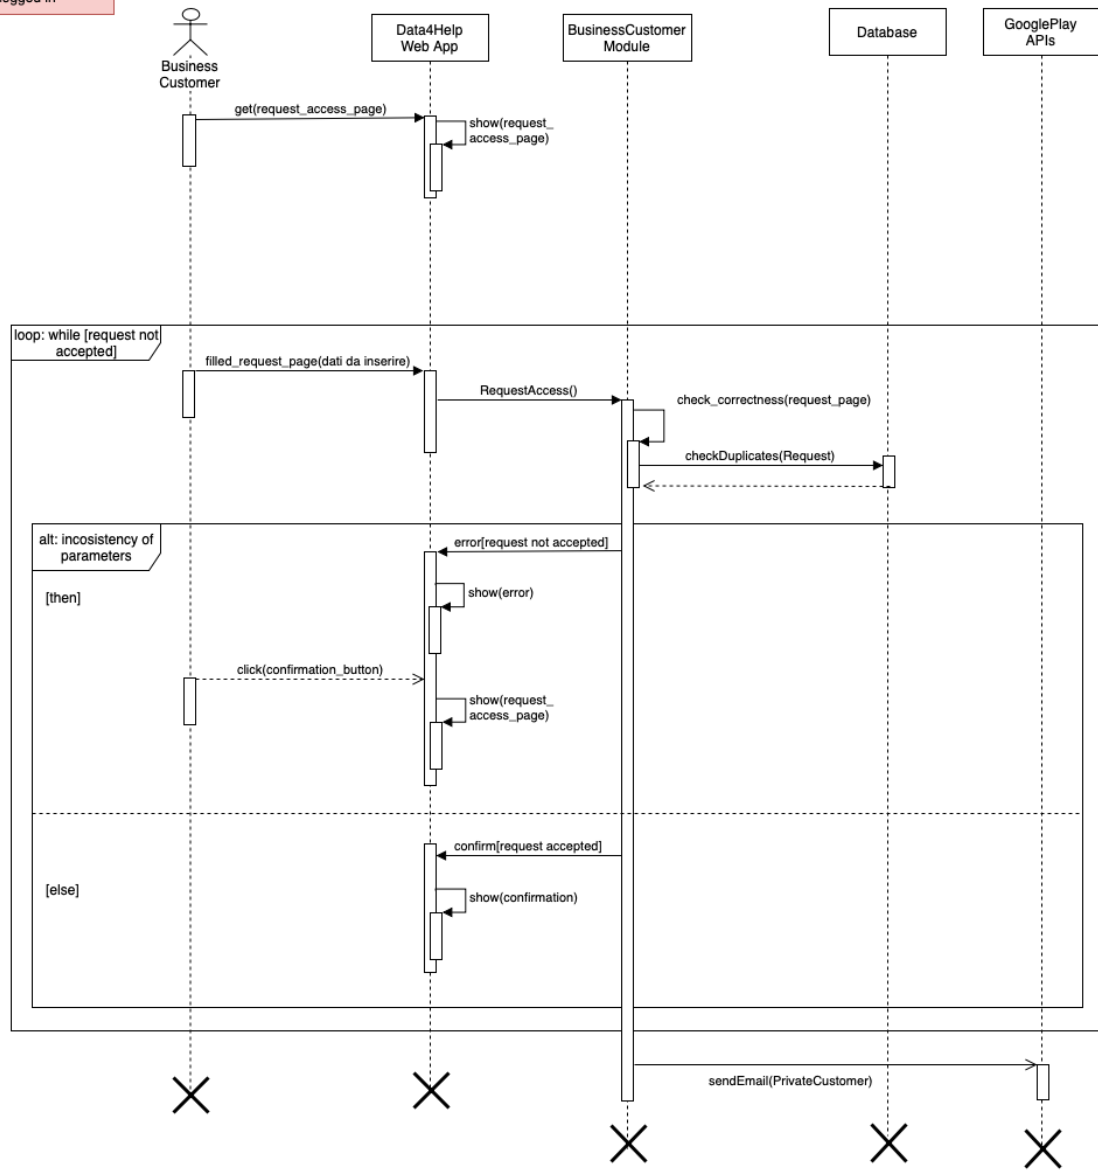 logged in
Business
Customer
Data4Help
Web App
BusinessCustomer
Module
Database
GooglePlay
APIs
get(request_access_page)
show(request_
access_page)
loop: while [request not
accepted]
filled_request_page(dati da inserire)
RequestAccess()
check_correctness(request_page)
checkDuplicates(Request)
alt: incosistency of
parameters
error[request not accepted]
[then]
show(error)
click(confirmation_button)
show(request_
access_page)
confirm[request accepted]
[else]
show(confirmation)
sendEmail(PrivateCustomer)